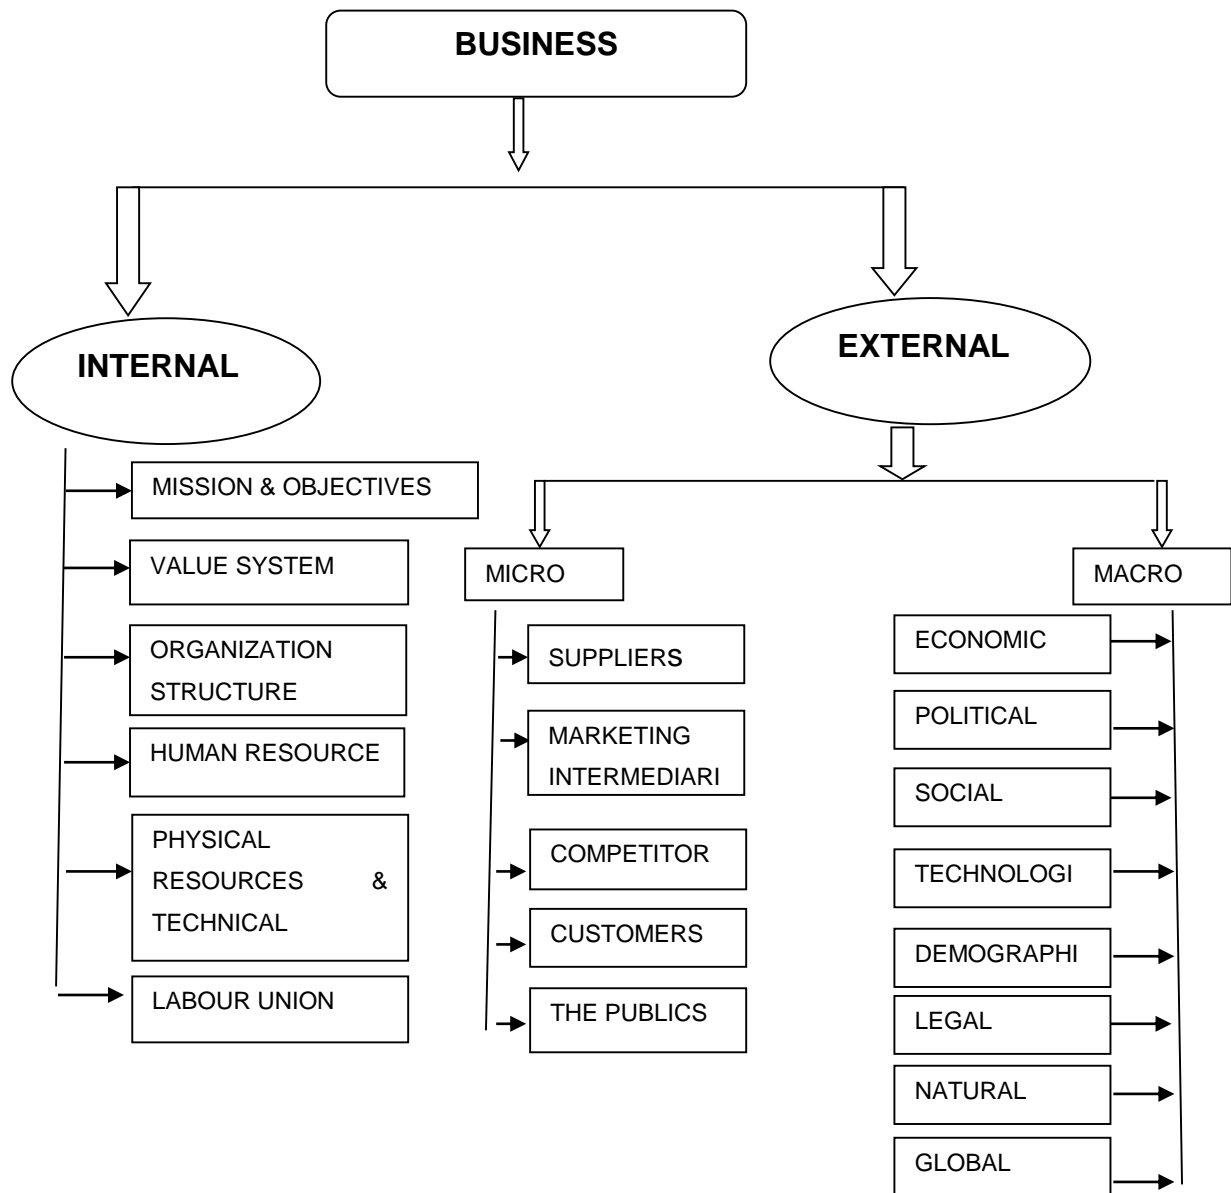 BUSINESS
INTERNAL
EXTERNAL
MISSION & OBJECTIVES
VALUE SYSTEM
ORGANIZATION
STRUCTURE
HUMAN RESOURCE
PHYSICAL
RESOURCES &
TECHNICAL
LABOUR UNION
MICRO
SUPPLIERS
MARKETING
INTERMEDIARI
COMPETITOR
CUSTOMERS
THE PUBLICS
MACRO
ECONOMIC
POLITICAL
SOCIAL
TECHNOLOGI
DEMOGRAPHI
LEGAL
NATURAL
GLOBAL